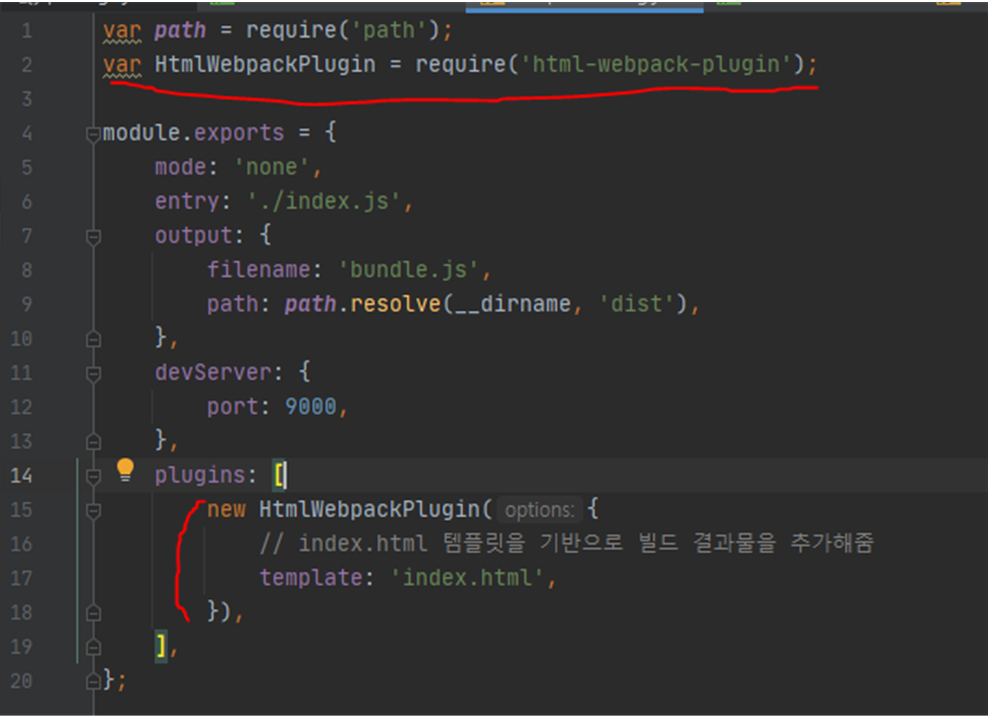 1 var path = require('path');
2 var HtmlWebpackPlugin = require('html-webpack-plugin');
3
4 module.exports = {
5 mode: 'none',
6 entry: './index.js',
7 output: {
8 filename: 'bundle.js',
9 path: path.resolve(__dirname, 'dist'),
10 },
11 devServer: {
12 port: 9000,
13 },
14 plugins: [
15 new HtmlWebpackPlugin( options: {
16 // index.html 템플릿을 기반으로 빌드 결과물을 추가해줌
17 template: 'index.html',
18 }),
19 ],
20 };